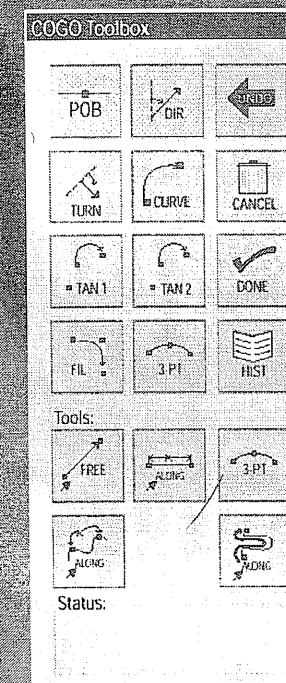 COGO Toolbox
POB DIR UNDO
TURN CURVE CANCEL
TAN 1 TAN 2 DONE
FIL 3-PT HIST
Tools:
FREE ALONG 3-PT
ALONG ALONG
Status: